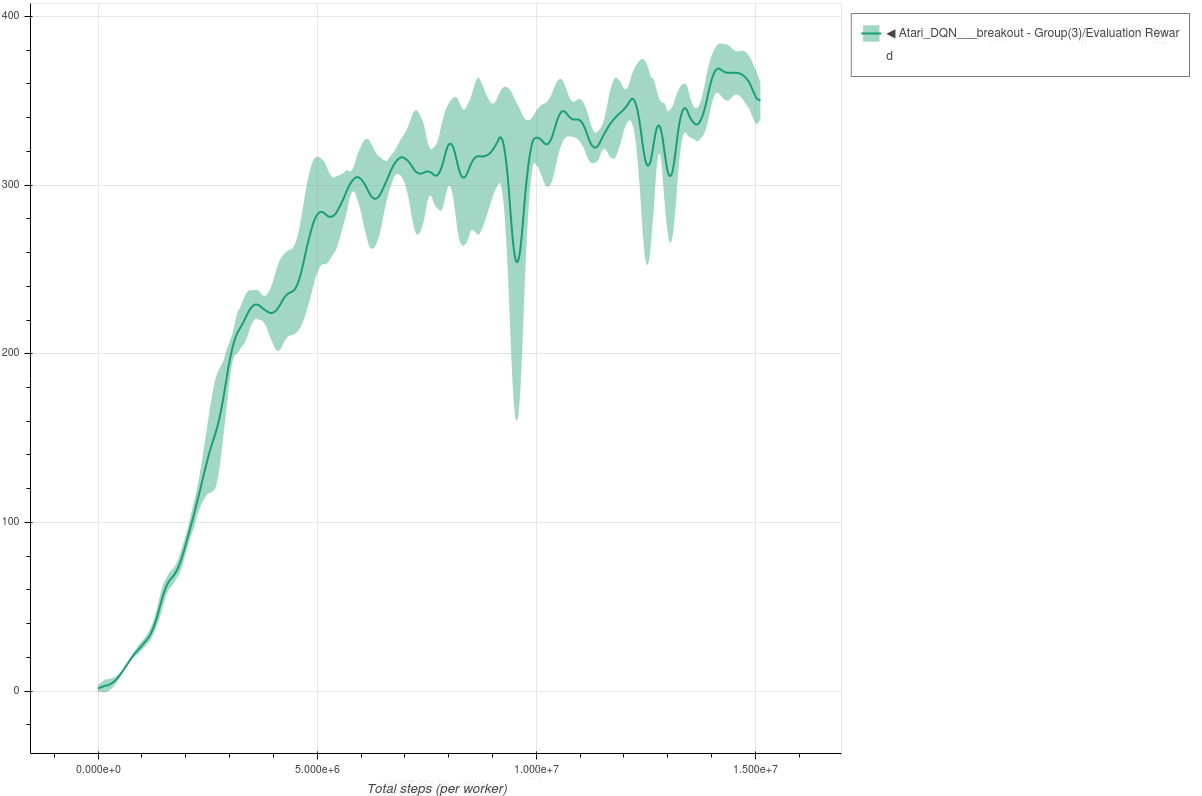 400
300
200
100
0
0.000e+0 5.000e+6 1.000e+7 1.500e+7
Total steps (per worker)
◀ Atari_DQN___breakout - Group(3)/Evaluation Rewar
d